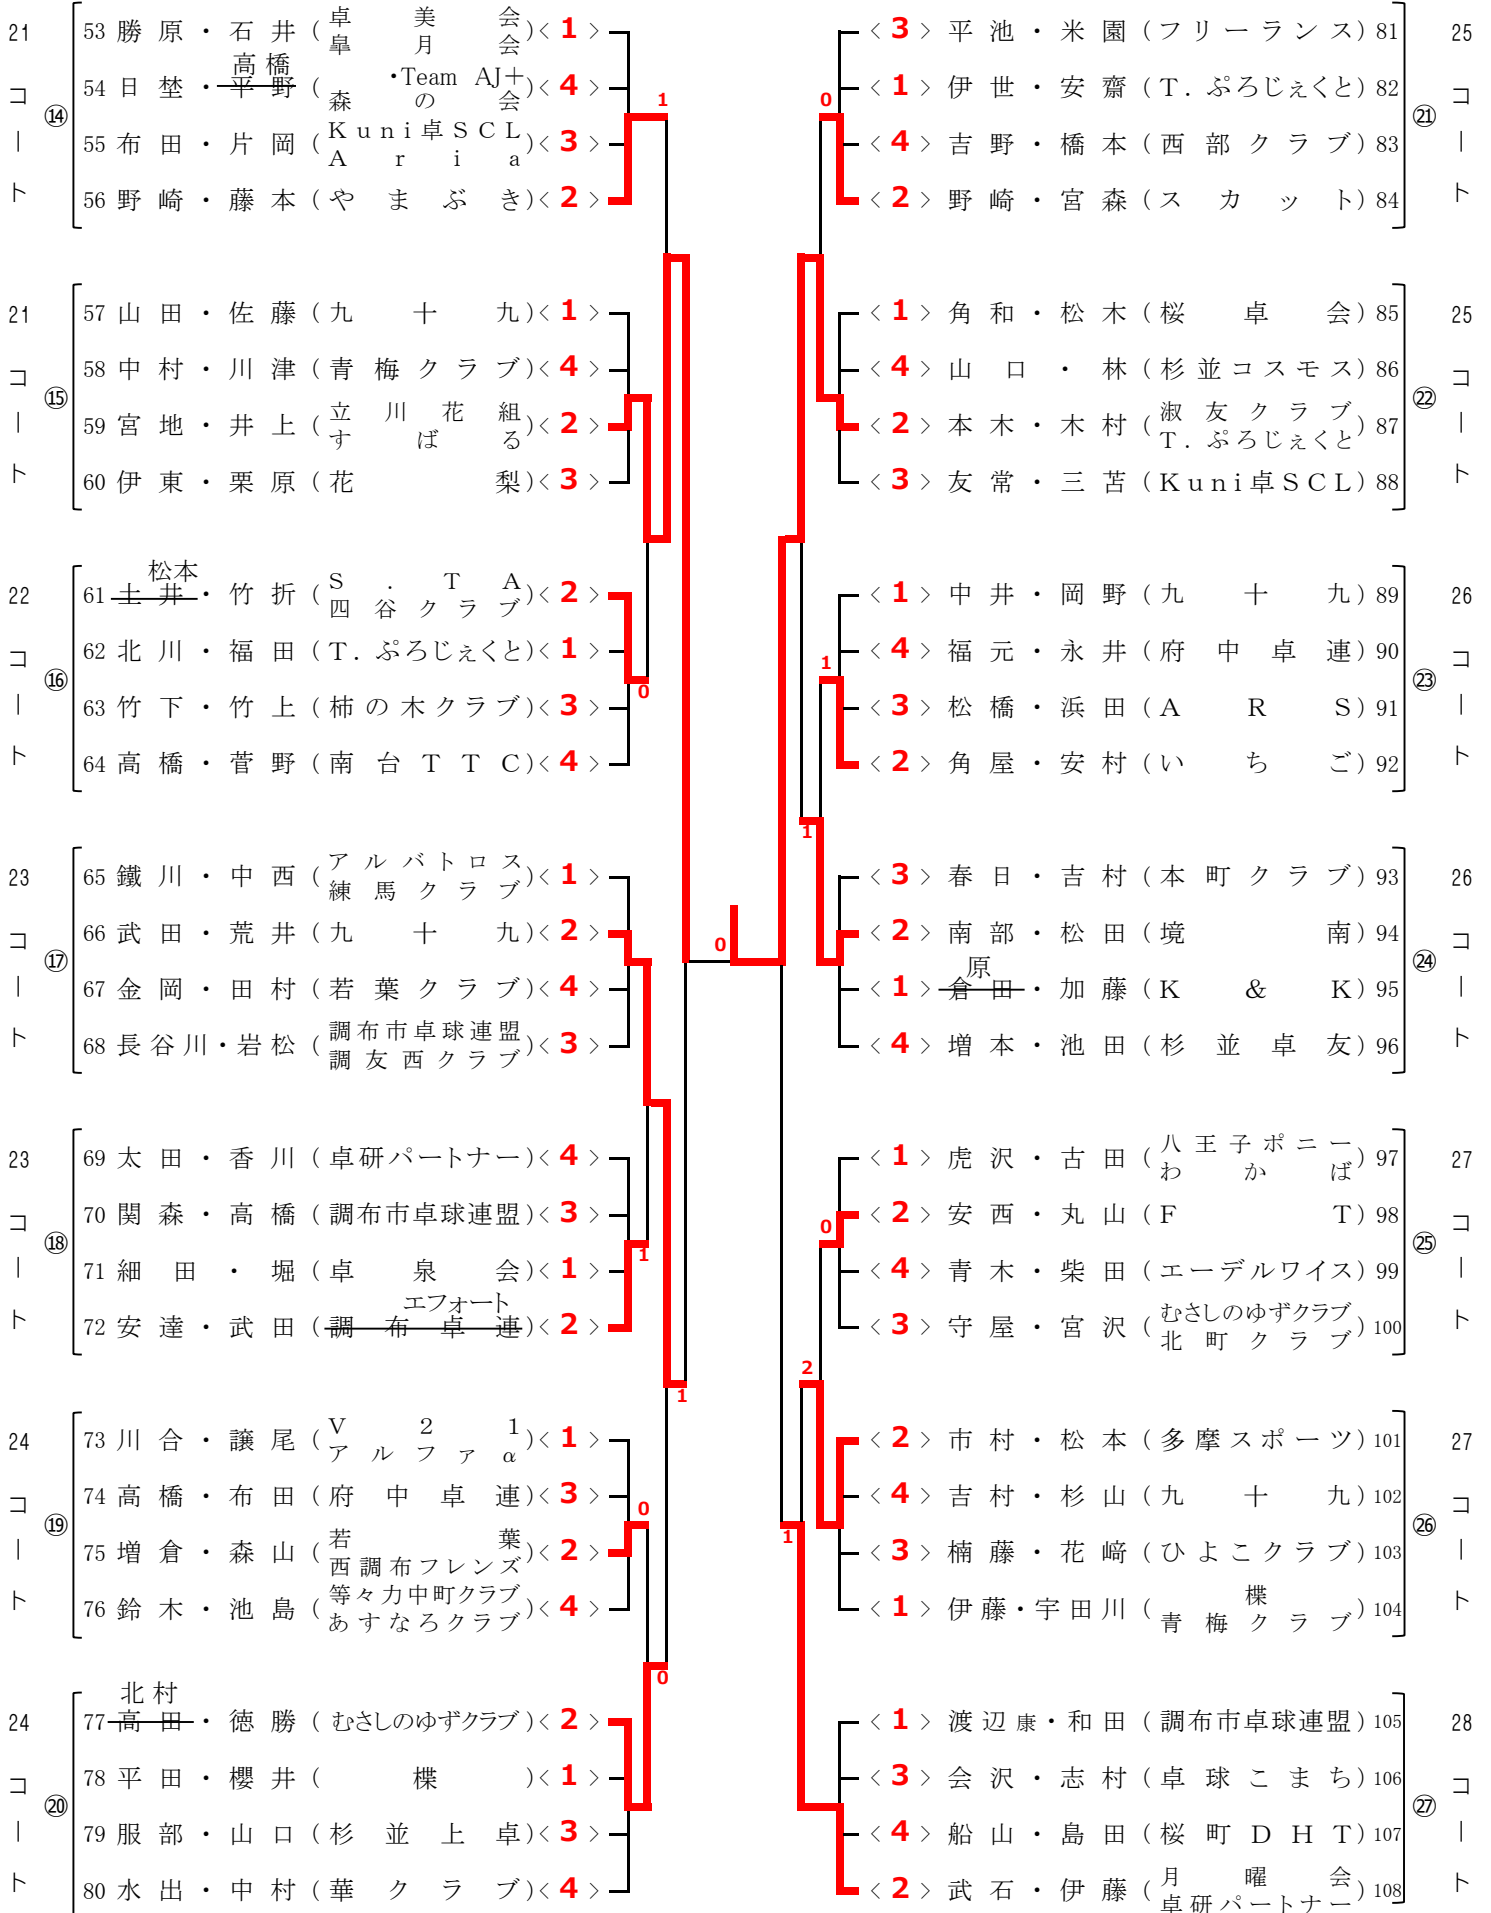 21 コート ⑭
53 勝原・石井 (卓美会 皐月会) <1>
高橋
54 日埜・平野 (・Team AJ+ 森の会) <4>
55 布田・片岡 (Kuni卓SCL Aria) <3>
56 野崎・藤本 (やまぶき) <2>
1
21 コート ⑮
57 山田・佐藤 (九十九) <1>
58 中村・川津 (青梅クラブ) <4>
59 宮地・井上 (立川花組 すばる) <2>
60 伊東・栗原 (花梨) <3>
22 コート ⑯
松本
61 土井・竹折 (S.TA 四谷クラブ) <2>
62 北川・福田 (T.ぷろじぇくと) <1>
63 竹下・竹上 (柿の木クラブ) <3>
64 高橋・菅野 (南台TTC) <4>
0
23 コート ⑰
65 鐵川・中西 (アルバトロス 練馬クラブ) <1>
66 武田・荒井 (九十九) <2>
67 金岡・田村 (若葉クラブ) <4>
68 長谷川・岩松 (調布市卓球連盟 調友西クラブ) <3>
0
23 コート ⑱
69 太田・香川 (卓研パートナー) <4>
70 関森・高橋 (調布市卓球連盟) <3>
71 細田・堀 (卓泉会) <1>
エフォート
72 安達・武田 (調布卓連) <2>
1
1
24 コート ⑲
73 川合・譲尾 (V21 アルファα) <1>
74 高橋・布田 (府中卓連) <3>
75 増倉・森山 (若葉 西調布フレンズ) <2>
76 鈴木・池島 (等々力中町クラブ あすなろクラブ) <4>
0
0
24 コート ⑳
北村
77 高田・徳勝 (むさしのゆずクラブ) <2>
78 平田・櫻井 (楪) <1>
79 服部・山口 (杉並上卓) <3>
80 水出・中村 (華クラブ) <4>
25 コート ㉑
<3> 平池・米園 (フリーランス) 81
<1> 伊世・安齋 (T.ぷろじぇくと) 82
<4> 吉野・橋本 (西部クラブ) 83
<2> 野崎・宮森 (スカット) 84
0
25 コート ㉒
<1> 角和・松木 (桜卓会) 85
<4> 山口・林 (杉並コスモス) 86
<2> 本木・木村 (淑友クラブ T.ぷろじぇくと) 87
<3> 友常・三苫 (Kuni卓SCL) 88
26 コート ㉓
<1> 中井・岡野 (九十九) 89
<4> 福元・永井 (府中卓連) 90
<3> 松橋・浜田 (ARS) 91
<2> 角屋・安村 (いちご) 92
1
1
26 コート ㉔
<3> 春日・吉村 (本町クラブ) 93
<2> 南部・松田 (境南) 94
原
<1> 倉田・加藤 (K&K) 95
<4> 増本・池田 (杉並卓友) 96
27 コート ㉕
<1> 虎沢・古田 (八王子ポニー わかば) 97
<2> 安西・丸山 (FT) 98
<4> 青木・柴田 (エーデルワイス) 99
<3> 守屋・宮沢 (むさしのゆずクラブ 北町クラブ) 100
0
2
27 コート ㉖
<2> 市村・松本 (多摩スポーツ) 101
<4> 吉村・杉山 (九十九) 102
<3> 楠藤・花﨑 (ひよこクラブ) 103
<1> 伊藤・宇田川 (楪 青梅クラブ) 104
1
28 コート ㉗
<1> 渡辺康・和田 (調布市卓球連盟) 105
<3> 会沢・志村 (卓球こまち) 106
<4> 船山・島田 (桜町DHT) 107
<2> 武石・伊藤 (月曜会 卓研パートナー) 108